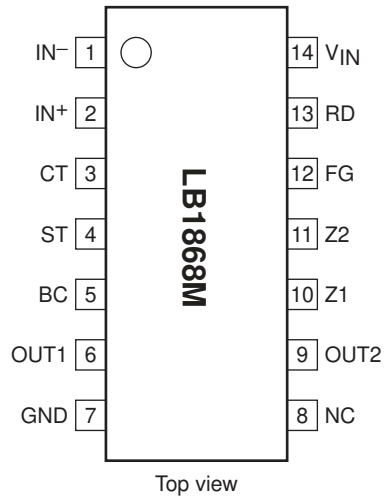 IN– 1 14 VIN
IN+ 2 13 RD
CT 3 12 FG
ST 4 11 Z2
BC 5 10 Z1
OUT1 6 9 OUT2
GND 7 8 NC
LB1868M
Top view